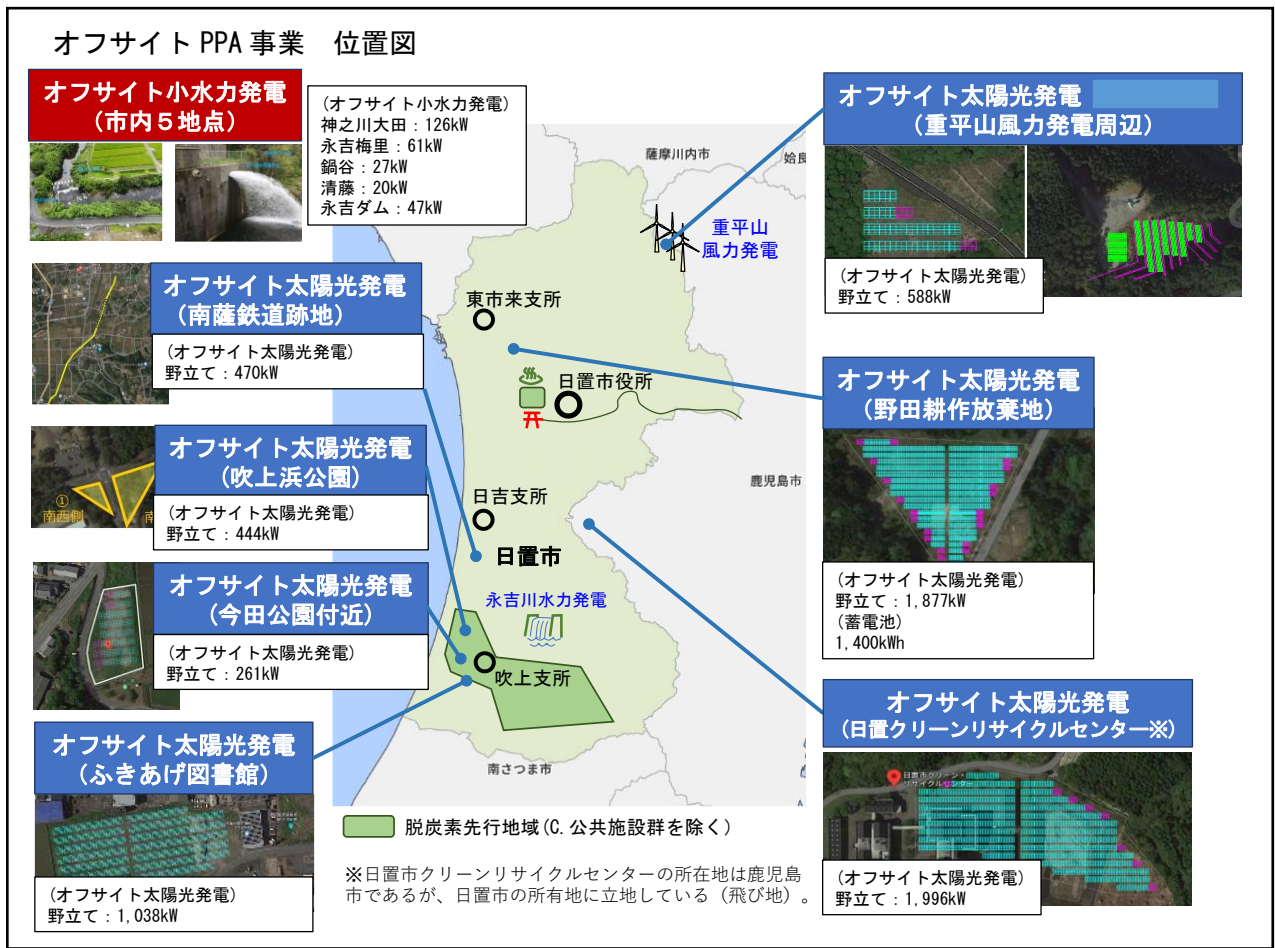 オフサイト PPA 事業　位置図
オフサイト小水力発電
（市内５地点）
(オフサイト小水力発電)
神之川大田：126kW
永吉梅里：61kW
鍋谷：27kW
清藤：20kW
永吉ダム：47kW
オフサイト太陽光発電
（重平山風力発電周辺）
(オフサイト太陽光発電)
野立て：588kW
オフサイト太陽光発電
（南薩鉄道跡地）
(オフサイト太陽光発電)
野立て：470kW
オフサイト太陽光発電
（吹上浜公園）
①
南西側
南
(オフサイト太陽光発電)
野立て：444kW
オフサイト太陽光発電
（今田公園付近）
(オフサイト太陽光発電)
野立て：261kW
オフサイト太陽光発電
（ふきあげ図書館）
(オフサイト太陽光発電)
野立て：1,038kW
薩摩川内市
姶良
重平山
風力発電
東市来支所
日置市役所
鹿児島市
日吉支所
日置市
永吉川水力発電
吹上支所
南さつま市
オフサイト太陽光発電
（野田耕作放棄地）
(オフサイト太陽光発電)
野立て：1,877kW
(蓄電池)
1,400kWh
オフサイト太陽光発電
(日置クリーンリサイクルセンター※)
日置市クリーン・
リサイクルセンター
(オフサイト太陽光発電)
野立て：1,996kW
脱炭素先行地域(C.公共施設群を除く)
※日置市クリーンリサイクルセンターの所在地は鹿児島
市であるが、日置市の所有地に立地している（飛び地）。